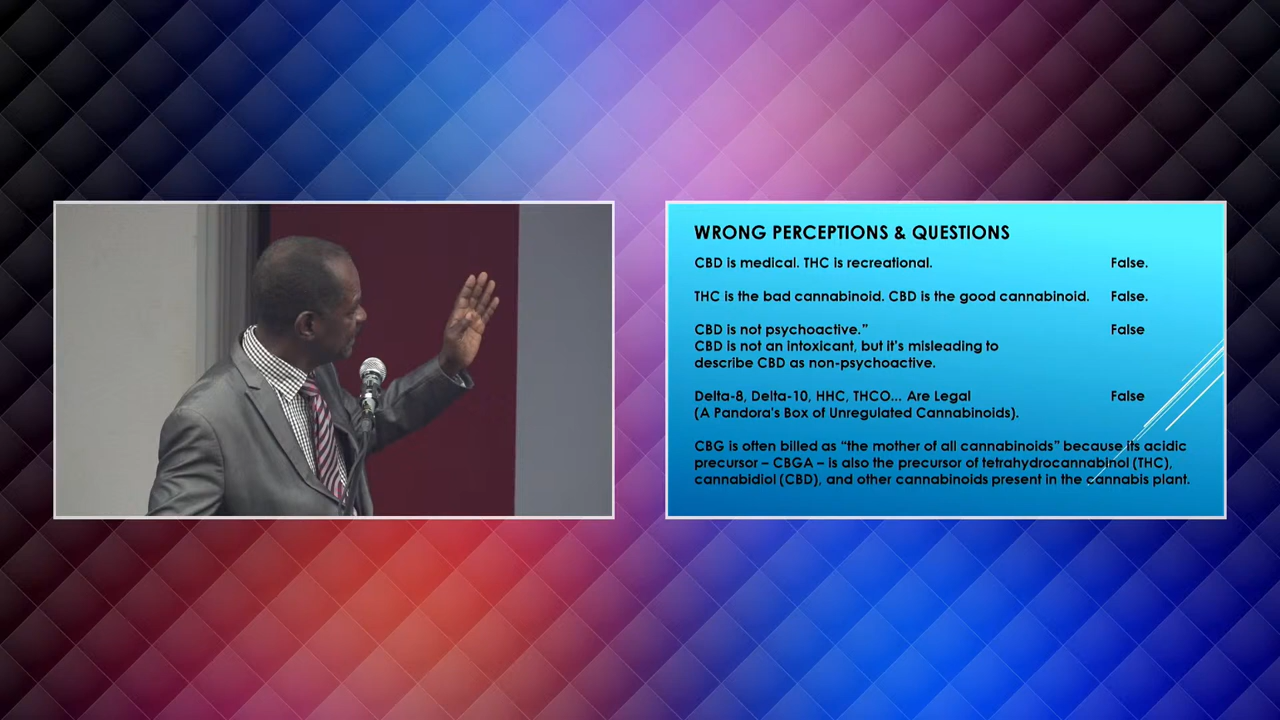 WRONG PERCEPTIONS & QUESTIONS
CBD is medical. THC is recreational. False.
THC is the bad cannabinoid. CBD is the good cannabinoid. False.
CBD is not psychoactive.” False
CBD is not an intoxicant, but it’s misleading to
describe CBD as non-psychoactive.
Delta-8, Delta-10, HHC, THCO... Are Legal False
(A Pandora's Box of Unregulated Cannabinoids).
CBG is often billed as “the mother of all cannabinoids” because its acidic
precursor – CBGA – is also the precursor of tetrahydrocannabinol (THC),
cannabidiol (CBD), and other cannabinoids present in the cannabis plant.